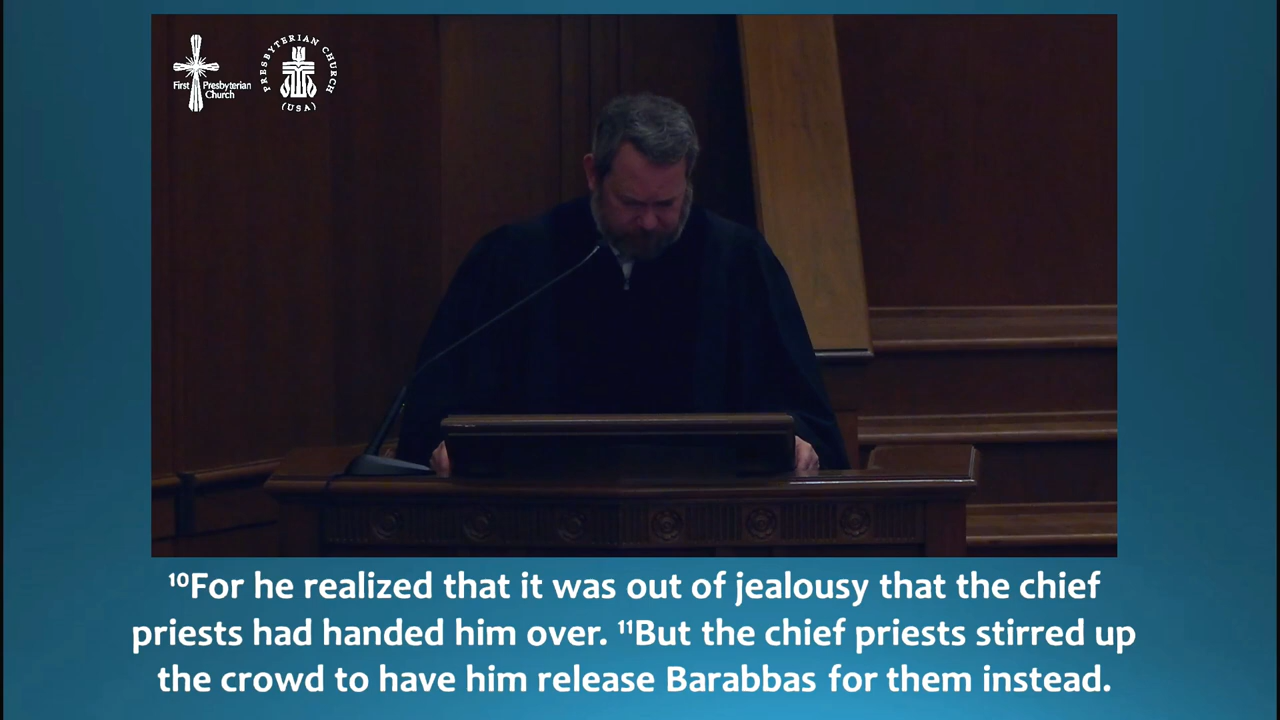 First Presbyterian
Church
PRESBYTERIAN CHURCH
(USA)
¹⁰For he realized that it was out of jealousy that the chief
priests had handed him over. ¹¹But the chief priests stirred up
the crowd to have him release Barabbas for them instead.